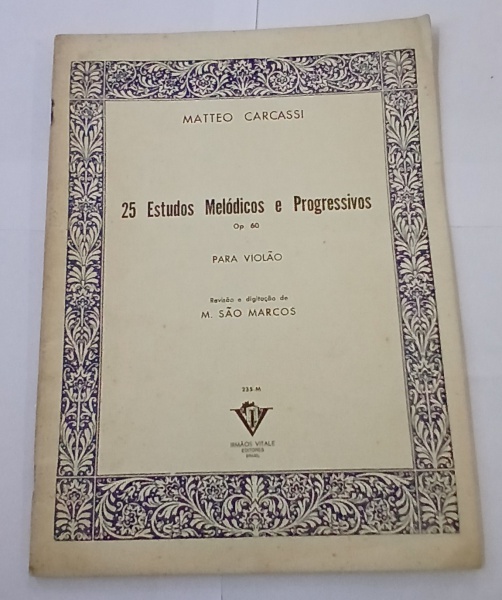 MATTEO CARCASSI
25 Estudos Melódicos e Progressivos
Op. 60
PARA VIOLÃO
Revisão e digitação de
M. SÃO MARCOS
225 M
IRMÃOS VITALE
EDITORES
BRASIL